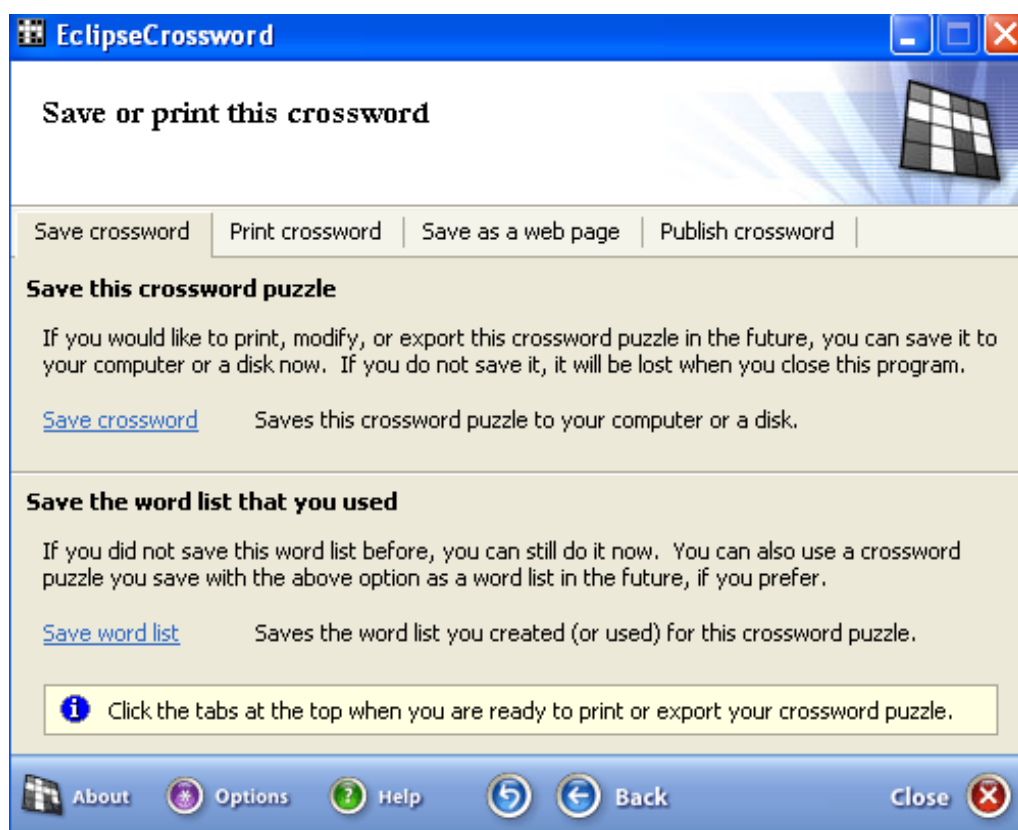 EclipseCrossword
Save or print this crossword
Save crossword Print crossword Save as a web page Publish crossword
Save this crossword puzzle
If you would like to print, modify, or export this crossword puzzle in the future, you can save it to
your computer or a disk now.  If you do not save it, it will be lost when you close this program.
Save crossword Saves this crossword puzzle to your computer or a disk.
Save the word list that you used
If you did not save this word list before, you can still do it now.  You can also use a crossword
puzzle you save with the above option as a word list in the future, if you prefer.
Save word list Saves the word list you created (or used) for this crossword puzzle.
Click the tabs at the top when you are ready to print or export your crossword puzzle.
About Options Help Back Close